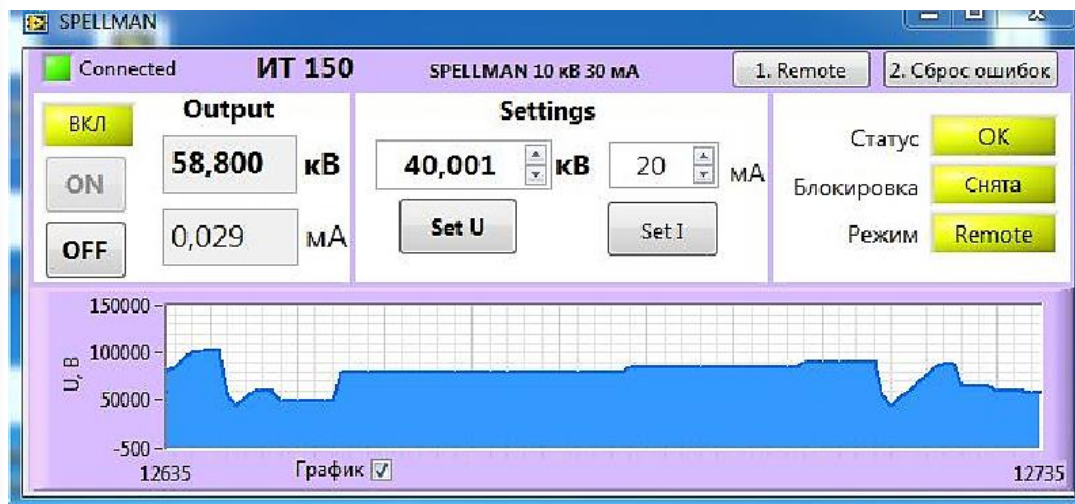 SPELLMAN
Connected ИТ 150 SPELLMAN 10 кВ 30 мА 1. Remote 2. Сброс ошибок
ВКЛ Output Settings
Статус OK
58,800 кВ 40,001 кВ 20 мА
ON
Блокировка Снята
Set U Set I
0,029 мА
Режим Remote
OFF
150000
100000
U, В
50000
-500
12635 График 12735